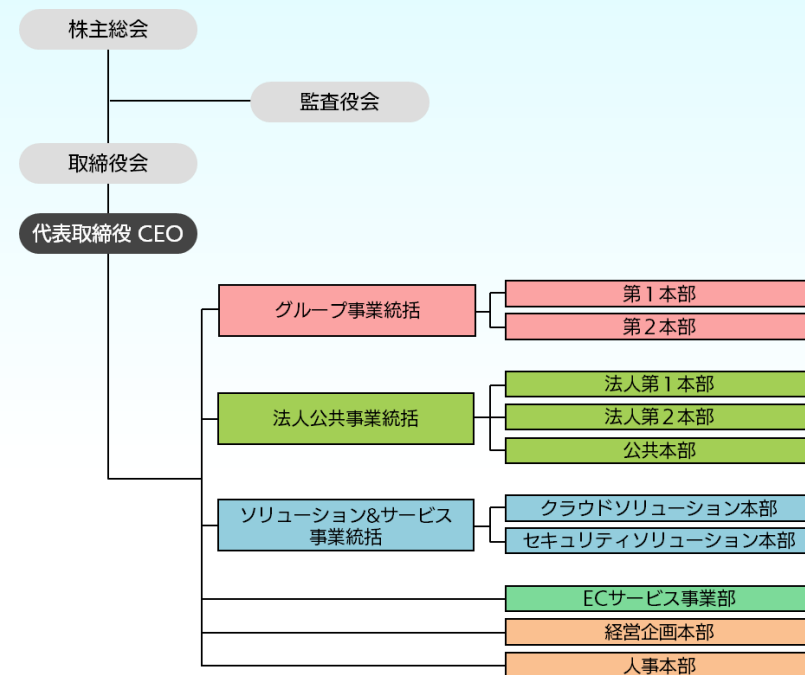 株主総会
監査役会
取締役会
代表取締役 CEO
グループ事業統括
第１本部
第２本部
法人公共事業統括
法人第１本部
法人第２本部
公共本部
ソリューション&サービス
事業統括
クラウドソリューション本部
セキュリティソリューション本部
ECサービス事業部
経営企画本部
人事本部